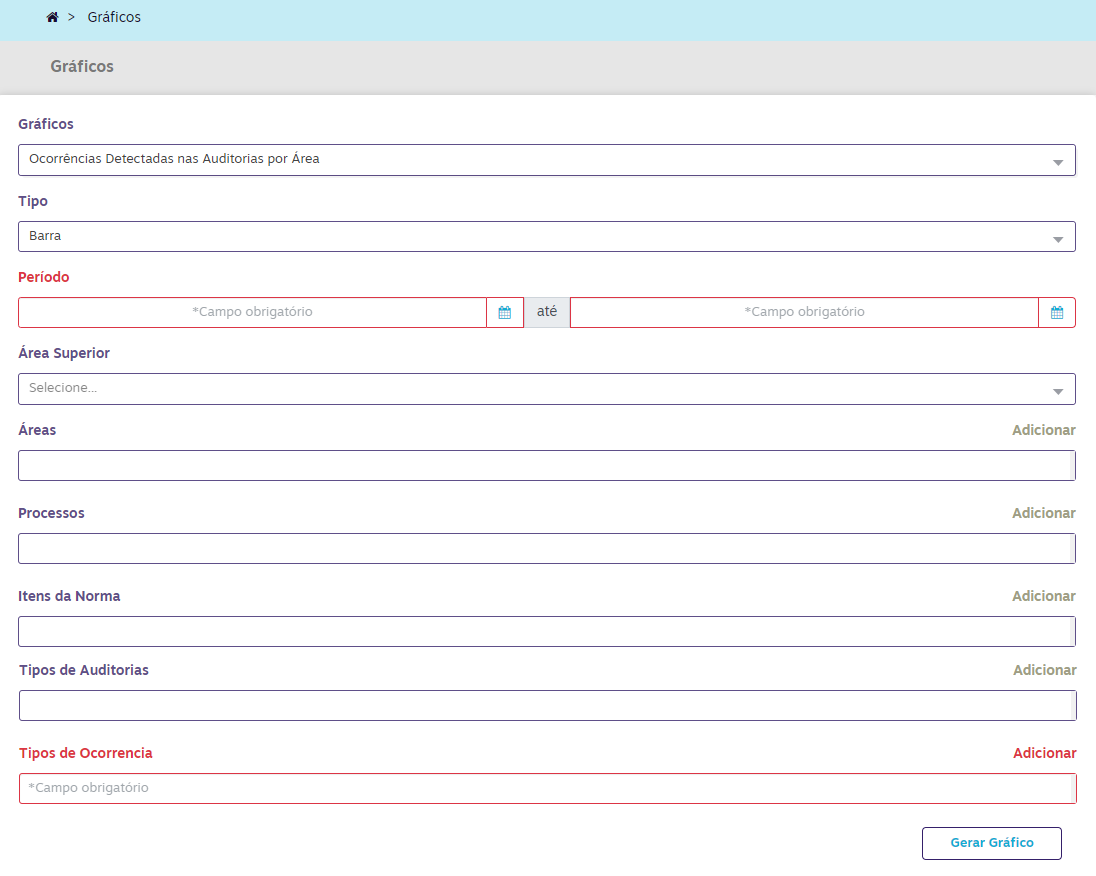 > Gráficos
Gráficos
Gráficos
Ocorrências Detectadas nas Auditorias por Área
Tipo
Barra
Período
*Campo obrigatório até *Campo obrigatório
Área Superior
Selecione...
Áreas Adicionar
Processos Adicionar
Itens da Norma Adicionar
Tipos de Auditorias Adicionar
Tipos de Ocorrencia Adicionar
*Campo obrigatório
Gerar Gráfico